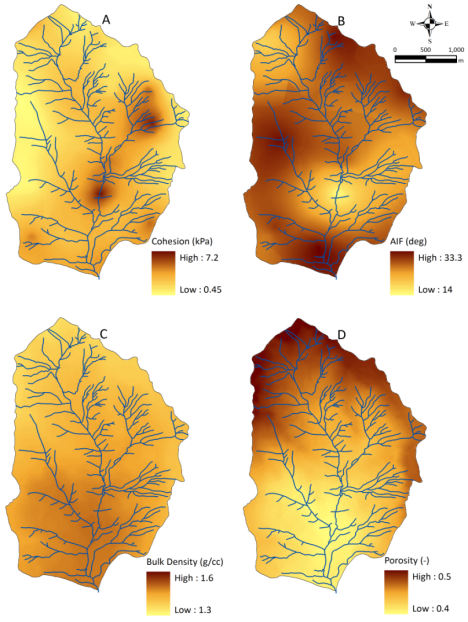 A
B
N
W
E
S
0
500
1,000
m
Cohesion (kPa)
High : 7.2
Low : 0.45
AIF (deg)
High : 33.3
Low : 14
C
D
Bulk Density (g/cc)
High : 1.6
Low : 1.3
Porosity (-)
High : 0.5
Low : 0.4